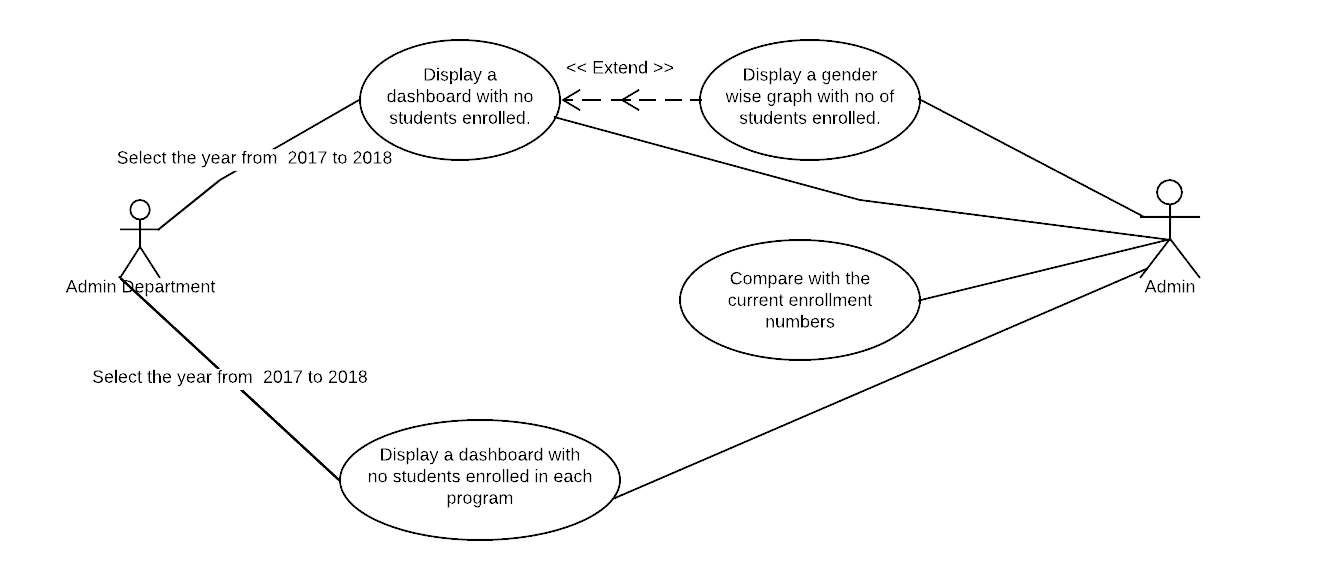 << Extend >>
Display a
dashboard with no
students enrolled.
Display a gender
wise graph with no of
students enrolled.
Select the year from  2017 to 2018
Admin Department
Compare with the
current enrollment
numbers
Admin
Select the year from  2017 to 2018
Display a dashboard with
no students enrolled in each
program